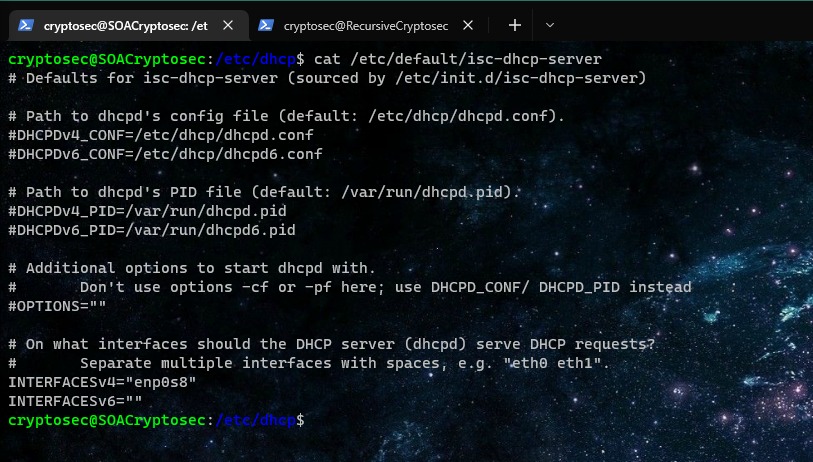 cryptosec@SOACryptosec: /et
cryptosec@RecursiveCryptosec
cryptosec@SOACryptosec:/etc/dhcp$ cat /etc/default/isc-dhcp-server
# Defaults for isc-dhcp-server (sourced by /etc/init.d/isc-dhcp-server)
# Path to dhcpd's config file (default: /etc/dhcp/dhcpd.conf).
#DHCPDv4_CONF=/etc/dhcp/dhcpd.conf
#DHCPDv6_CONF=/etc/dhcp/dhcpd6.conf
# Path to dhcpd's PID file (default: /var/run/dhcpd.pid).
#DHCPDv4_PID=/var/run/dhcpd.pid
#DHCPDv6_PID=/var/run/dhcpd6.pid
# Additional options to start dhcpd with.
#       Don't use options -cf or -pf here; use DHCPD_CONF/ DHCPD_PID instead
#OPTIONS=""
# On what interfaces should the DHCP server (dhcpd) serve DHCP requests?
#       Separate multiple interfaces with spaces, e.g. "eth0 eth1".
INTERFACESv4="enp0s8"
INTERFACESv6=""
cryptosec@SOACryptosec:/etc/dhcp$